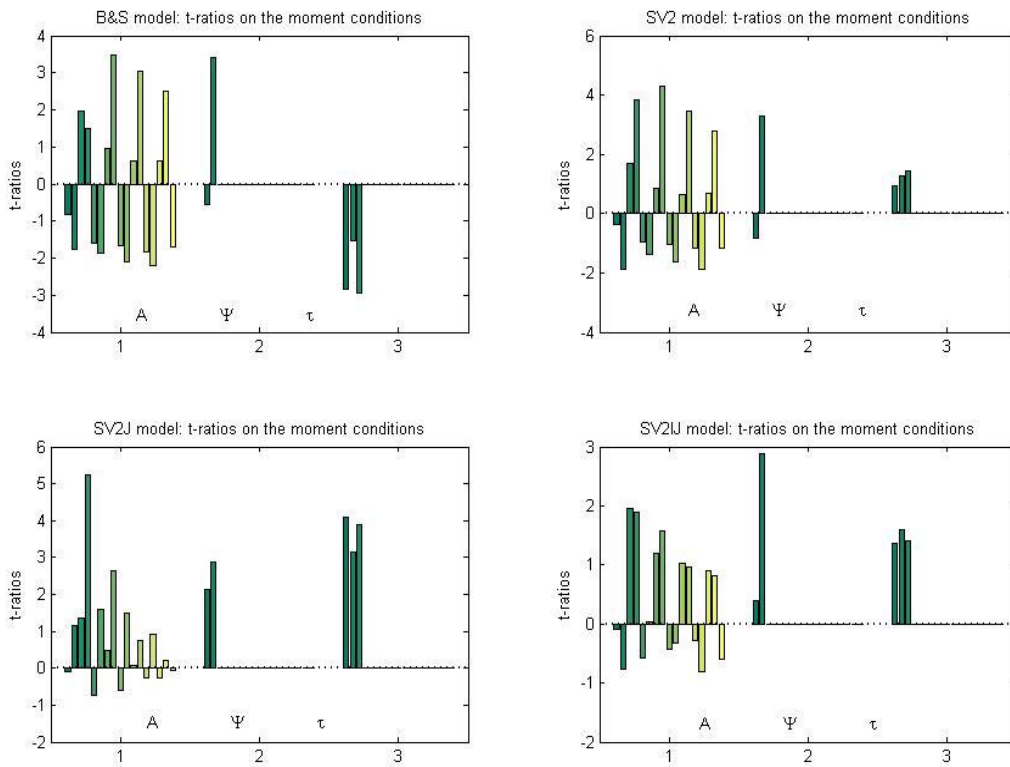 B&S model: t-ratios on the moment conditions
4
3
2
1
0
-1
-2
-3
-4
t-ratios
A Ψ τ
1 2 3
SV2 model: t-ratios on the moment conditions
6
4
2
0
-2
-4
t-ratios
A Ψ τ
1 2 3
SV2J model: t-ratios on the moment conditions
6
5
4
3
2
1
0
-1
-2
t-ratios
A Ψ τ
1 2 3
SV2IJ model: t-ratios on the moment conditions
3
2
1
0
-1
-2
t-ratios
A Ψ τ
1 2 3